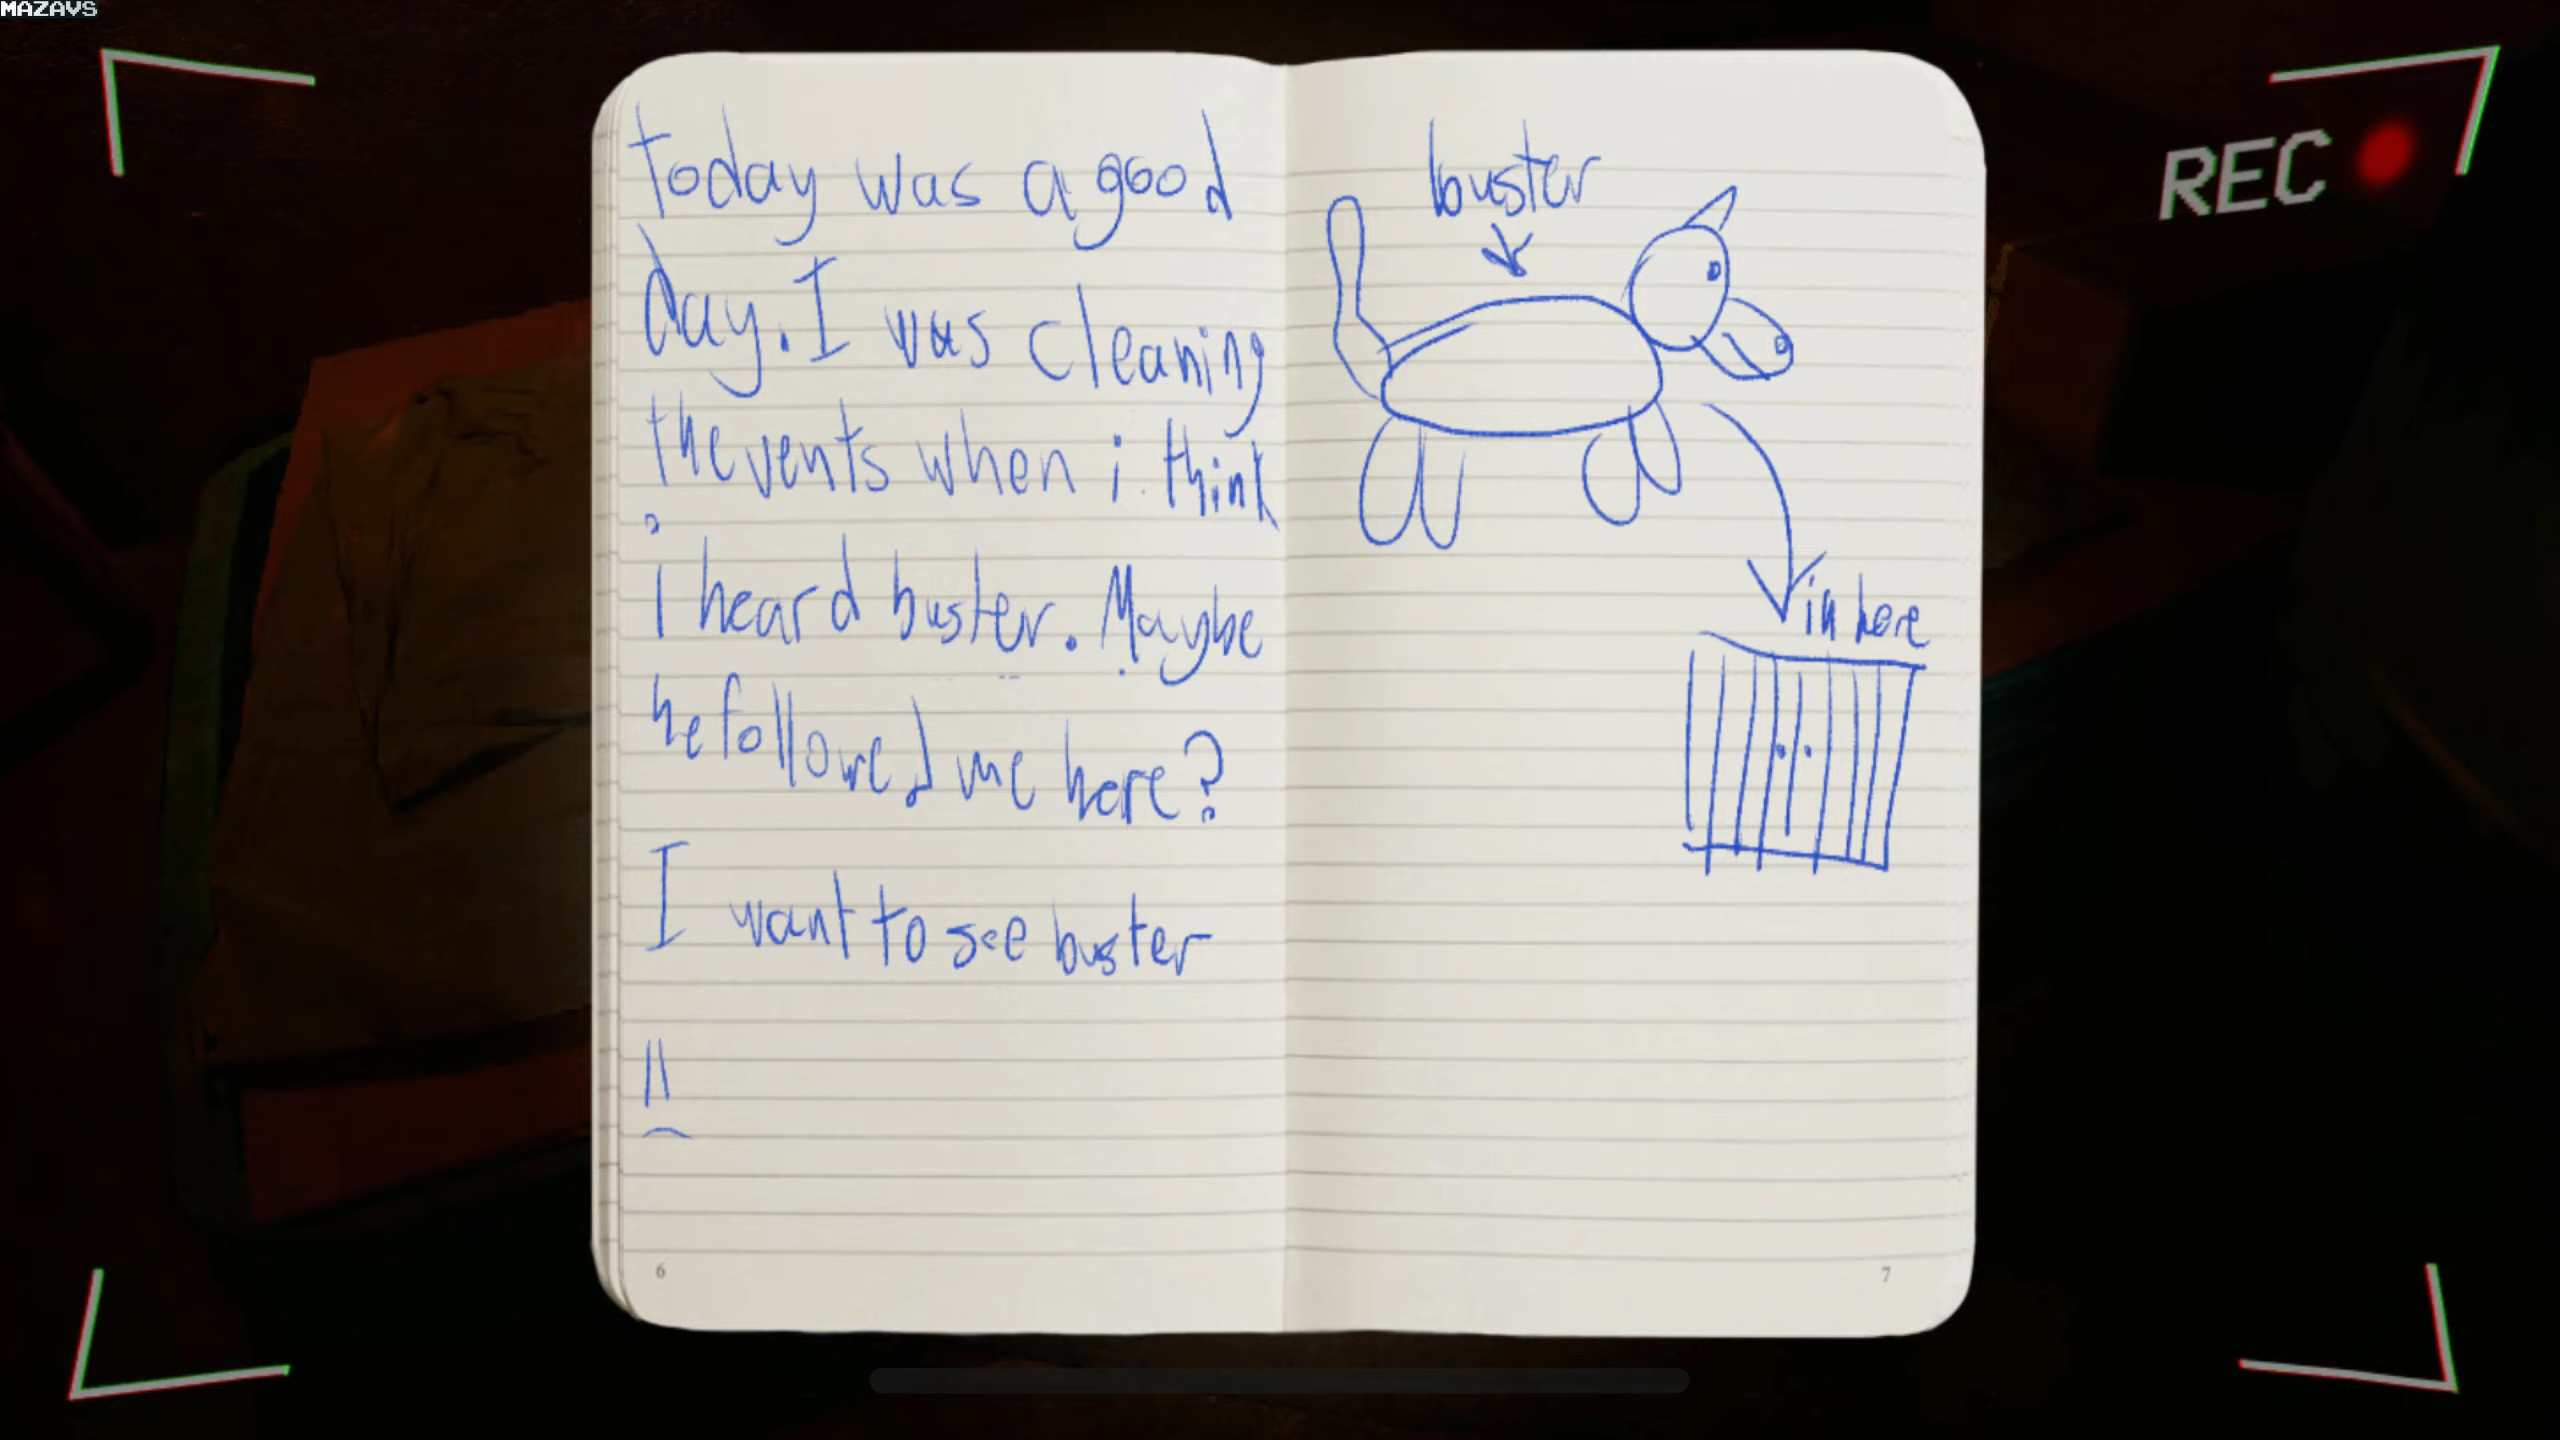 MAZAVS
REC
today was a good
day. I was cleaning
the vents when i think
i heard buster. Maybe
he followed me here?
I want to see buster
6
buster
in here
7